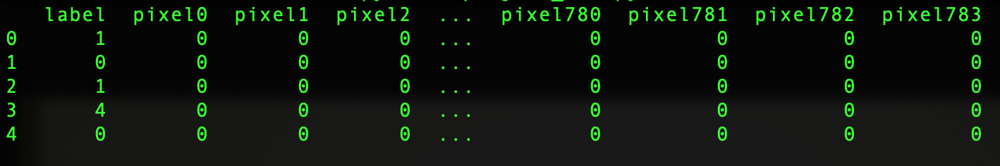 label pixel0 pixel1 pixel2 ... pixel780 pixel781 pixel782 pixel783
0 1 0 0 0 ... 0 0 0 0
1 0 0 0 0 ... 0 0 0 0
2 1 0 0 0 ... 0 0 0 0
3 4 0 0 0 ... 0 0 0 0
4 0 0 0 0 ... 0 0 0 0